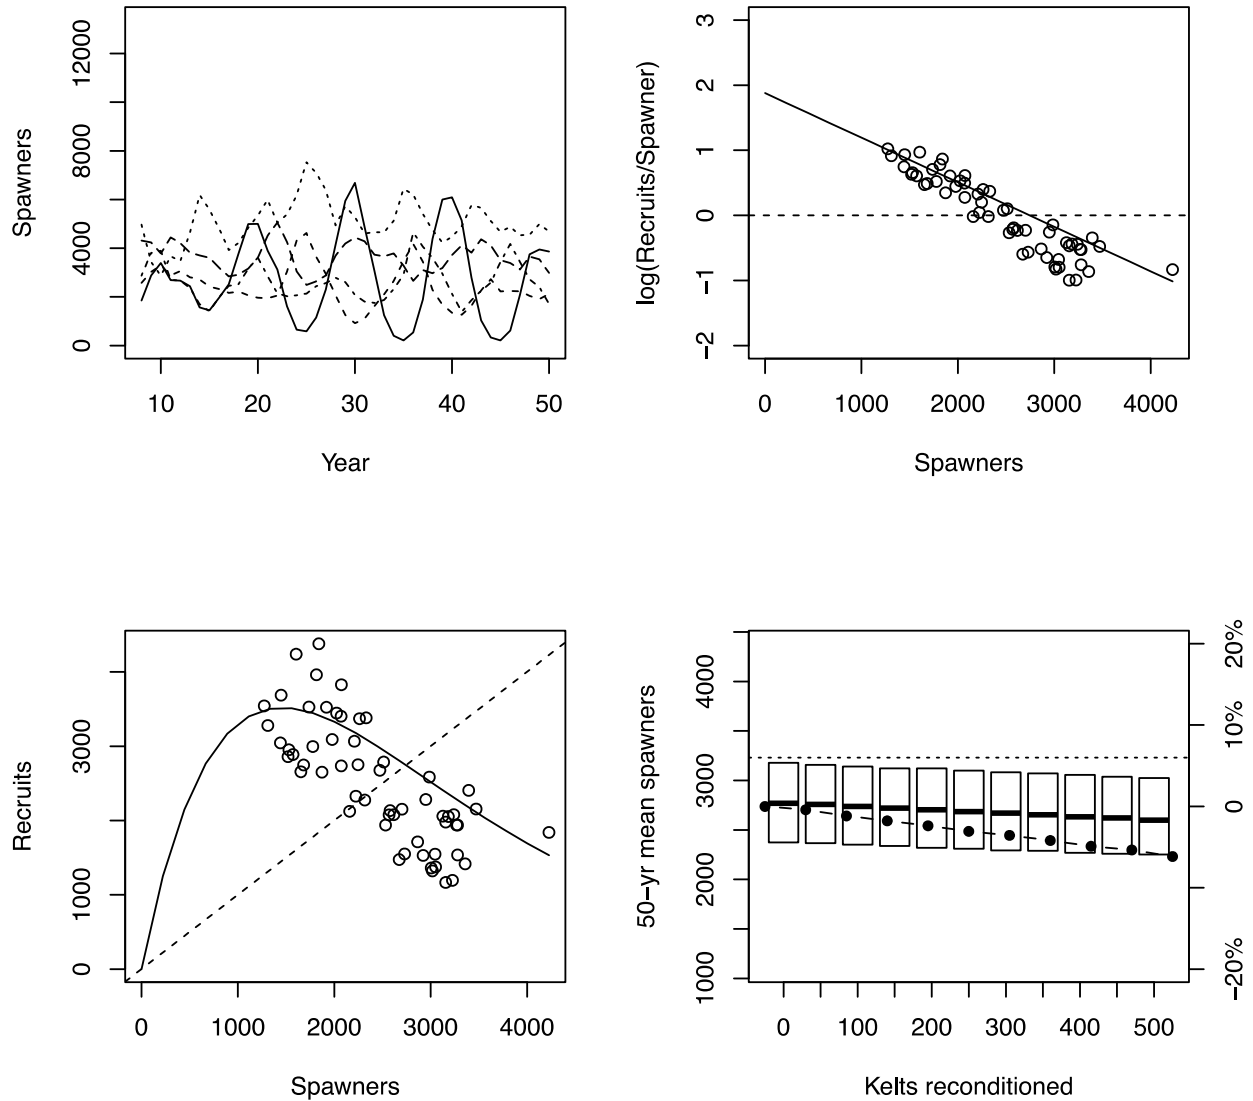 Spawners
12000
8000
4000
0
10 20 30 40 50
Year
log(Recruits/Spawner)
3
2
1
0
−1
−2
0 1000 2000 3000 4000
Spawners
Recruits
3000
1000
0
0 1000 2000 3000 4000
Spawners
50−yr mean spawners
4000
3000
2000
1000
20%
10%
0
−20%
0 100 200 300 400 500
Kelts reconditioned